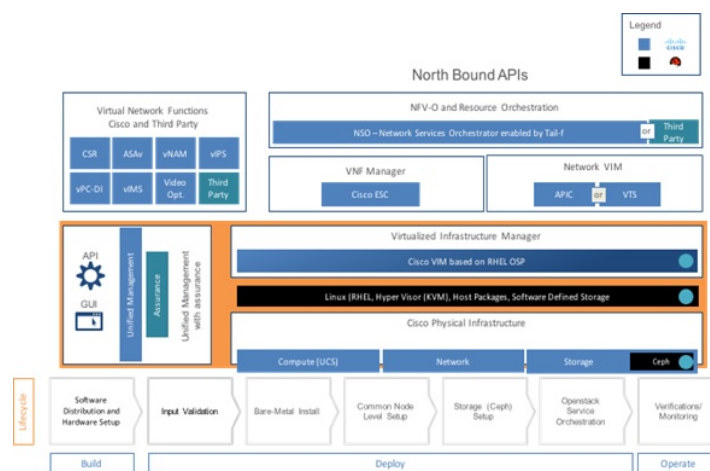 Legend
CISCO
North Bound APIs
Virtual Network Functions
Cisco and Third Party
CSR
ASAv
vNAM
vIPS
vPC-DI
vIMS
Video
Opt.
Third
Party
NFV-O and Resource Orchestration
NSO – Network Services Orchestrator enabled by Tail-f
or
Third
Party
VNF Manager
Cisco ESC
Network VIM
APIC
or
VTS
API
GUI
Unified Management
Assurance
Unified Management
with assurance
Virtualized Infrastructure Manager
Cisco VIM based on RHEL OSP
Linux (RHEL, Hyper Visor (KVM), Host Packages, Software Defined Storage
Cisco Physical Infrastructure
Compute (UCS)
Network
Storage
Ceph
Lifecycle
Software
Distribution and
Hardware Setup
Input Validation
Bare-Metal Install
Common Node
Level Setup
Storage (Ceph)
Setup
Openstack
Service
Orchestration
Verifications/
Monitoring
Build
Deploy
Operate